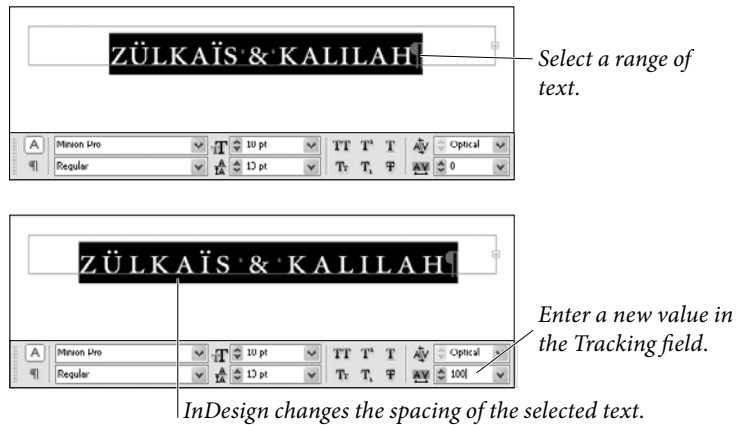 ZÜLKAÏS & KALILAH¶
Select a range of
text.
A Minion Pro 10 pt TT T¹ T Optical
¶ Regular 13 pt Tr T₁ T AV 0
ZÜLKAÏS & KALILAH¶
Enter a new value in
the Tracking field.
A Minion Pro 10 pt TT T¹ T Optical
¶ Regular 13 pt Tr T₁ T AV 100
InDesign changes the spacing of the selected text.